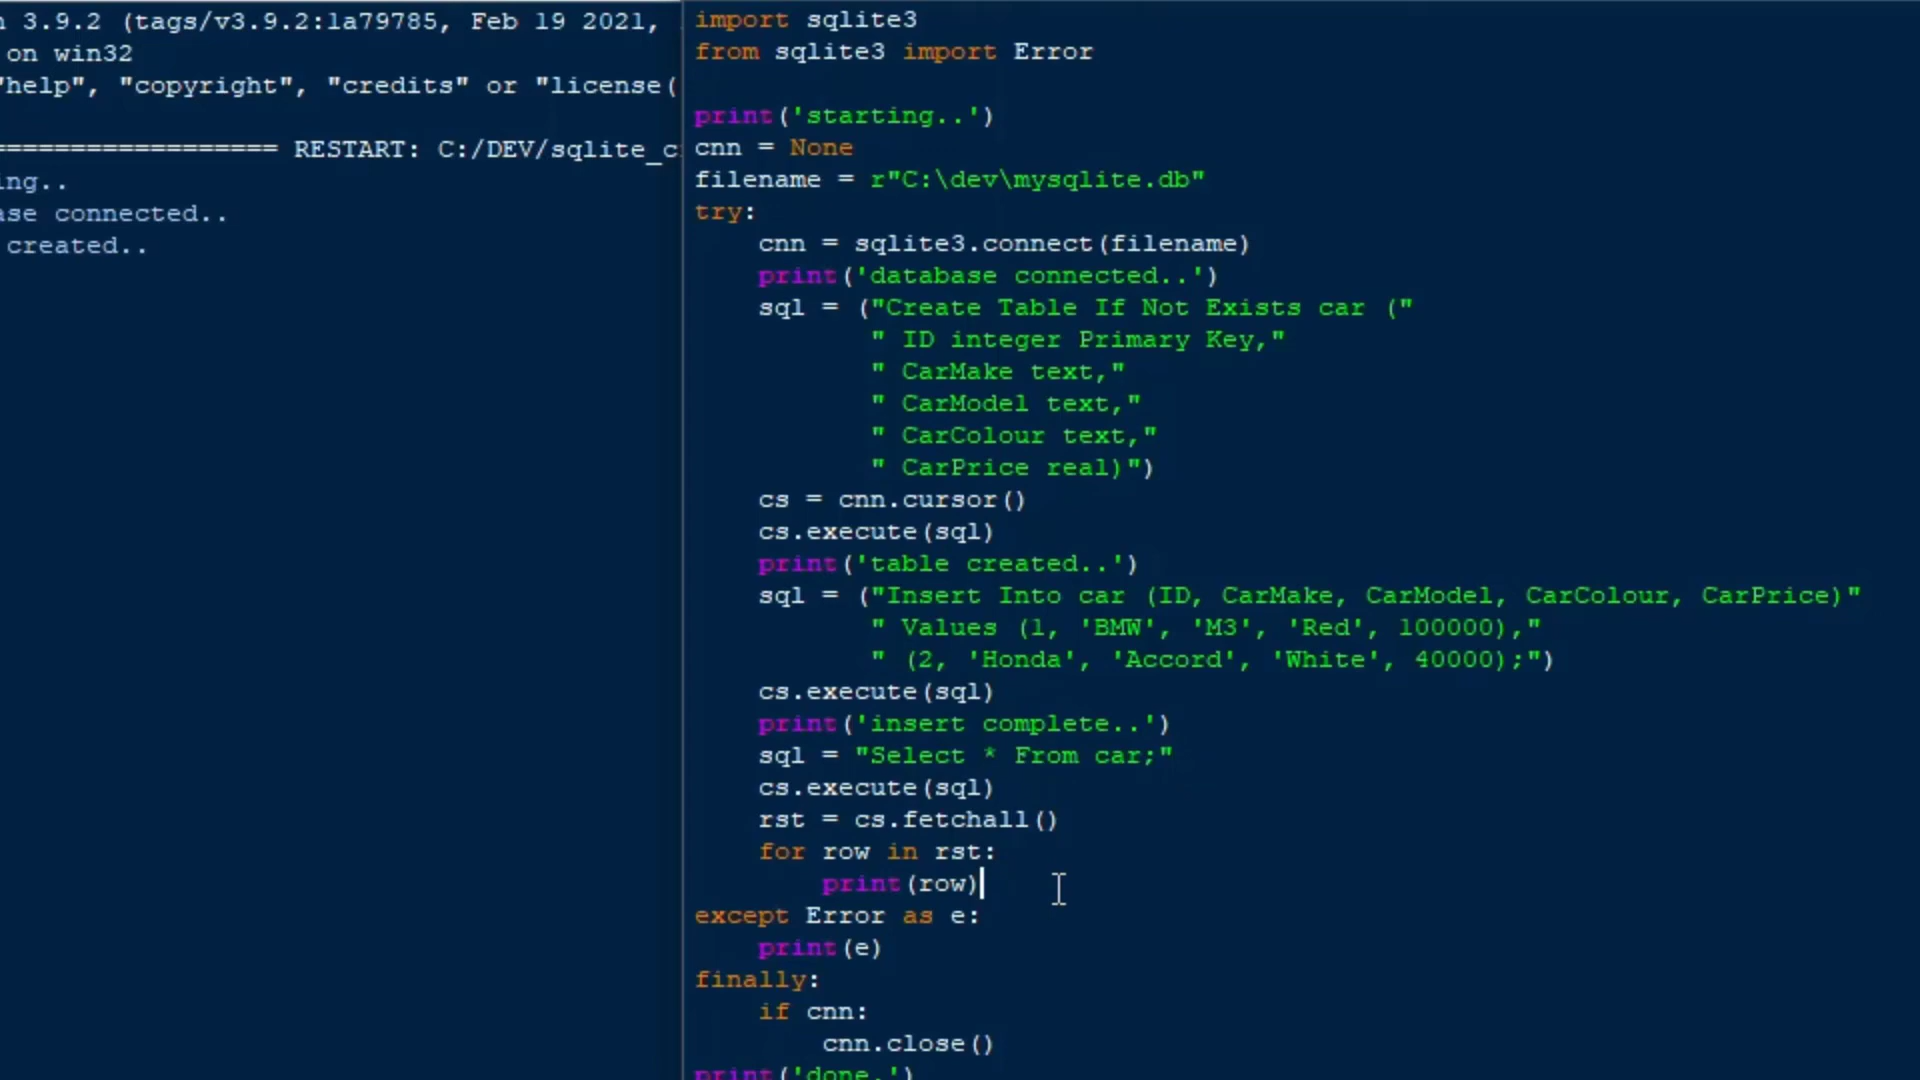 n 3.9.2 (tags/v3.9.2:1a79785, Feb 19 2021,
on win32
"help", "copyright", "credits" or "license(
================== RESTART: C:/DEV/sqlite_c
ing..
ase connected..
created..
import sqlite3
from sqlite3 import Error
print('starting..')
cnn = None
filename = r"C:\dev\mysqlite.db"
try:
    cnn = sqlite3.connect(filename)
    print('database connected..')
    sql = ("Create Table If Not Exists car ("
           " ID integer Primary Key,"
           " CarMake text,"
           " CarModel text,"
           " CarColour text,"
           " CarPrice real)")
    cs = cnn.cursor()
    cs.execute(sql)
    print('table created..')
    sql = ("Insert Into car (ID, CarMake, CarModel, CarColour, CarPrice)"
           " Values (1, 'BMW', 'M3', 'Red', 100000),"
           " (2, 'Honda', 'Accord', 'White', 40000);")
    cs.execute(sql)
    print('insert complete..')
    sql = "Select * From car;"
    cs.execute(sql)
    rst = cs.fetchall()
    for row in rst:
        print(row)
except Error as e:
    print(e)
finally:
    if cnn:
        cnn.close()
print('done.')